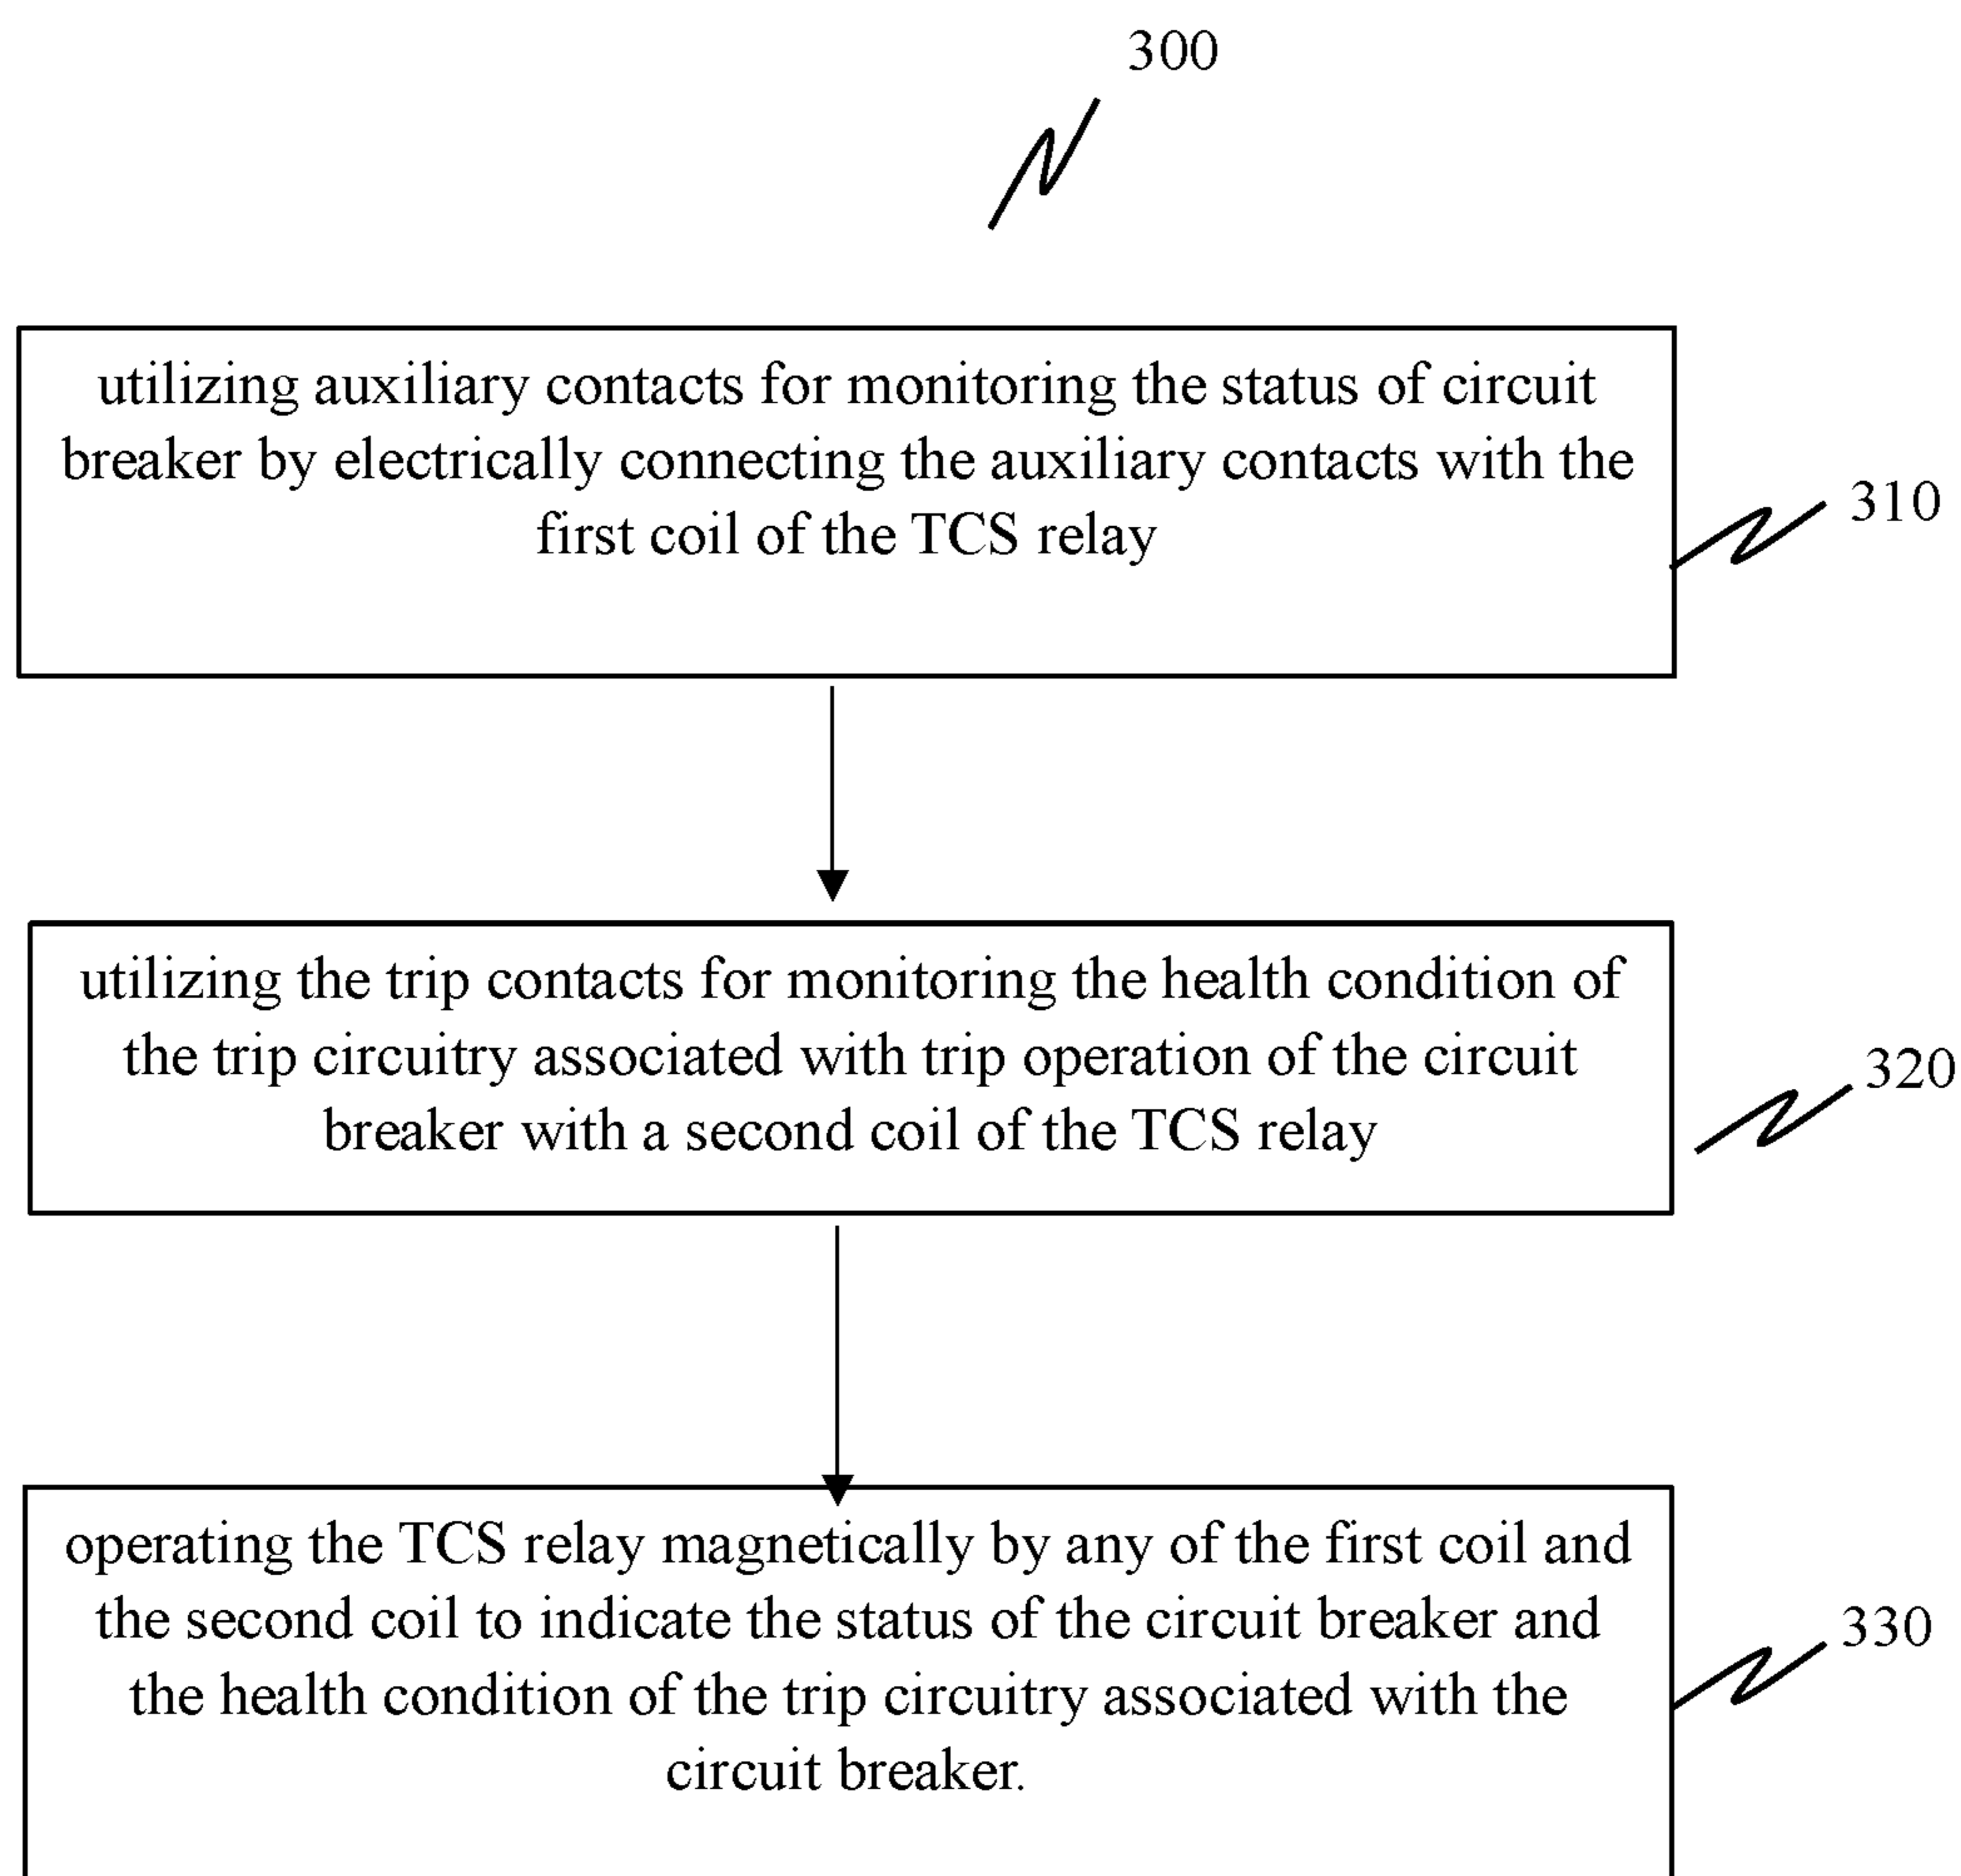 300
utilizing auxiliary contacts for monitoring the status of circuit
breaker by electrically connecting the auxiliary contacts with the
first coil of the TCS relay
310
utilizing the trip contacts for monitoring the health condition of
the trip circuitry associated with trip operation of the circuit
breaker with a second coil of the TCS relay
320
operating the TCS relay magnetically by any of the first coil and
the second coil to indicate the status of the circuit breaker and
the health condition of the trip circuitry associated with the
circuit breaker.
330